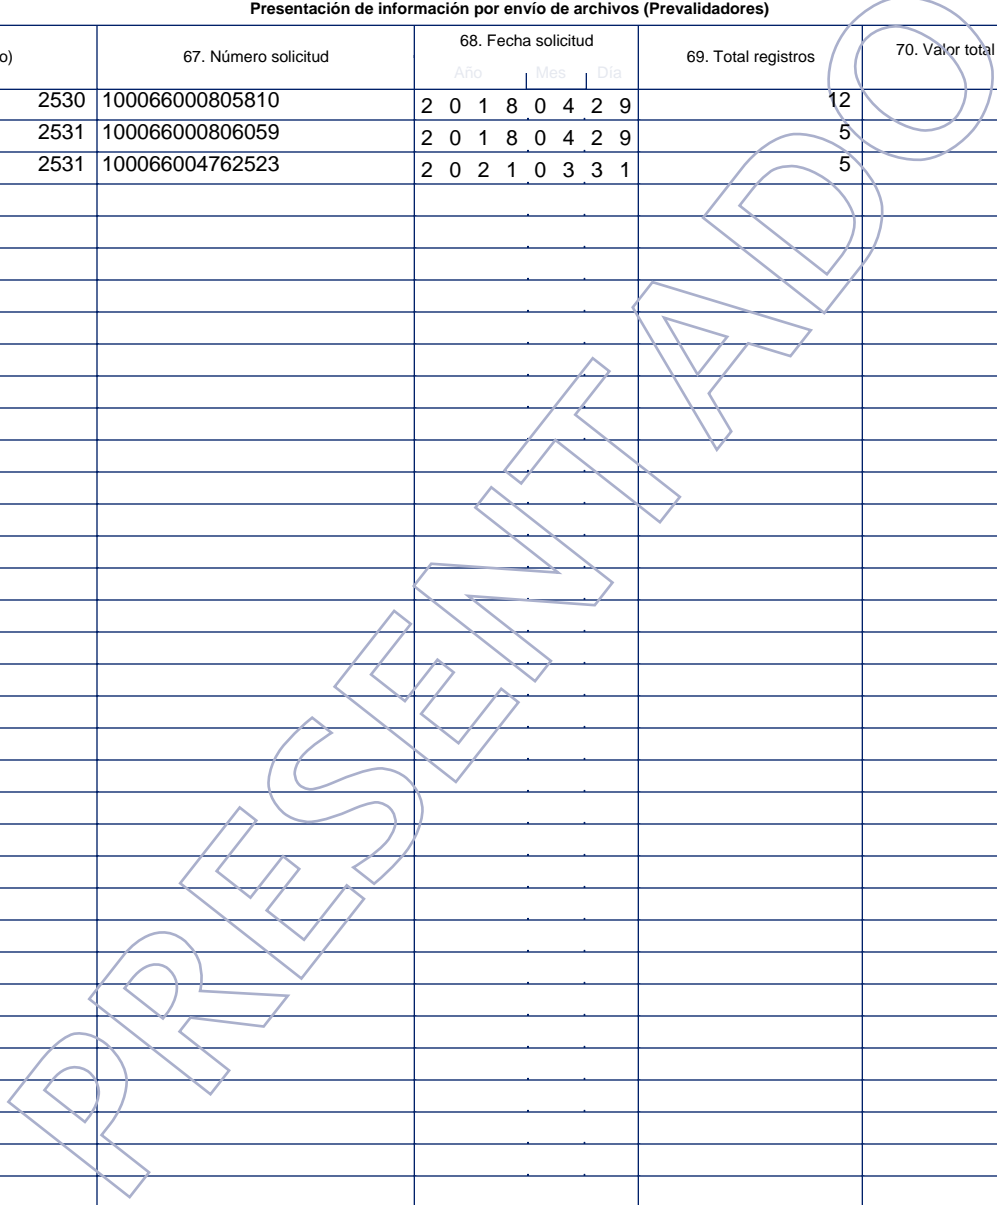 Presentación de información por envío de archivos (Prevalidadores)
o) 67. Número solicitud 68. Fecha solicitud 69. Total registros 70. Valor total
Año Mes Día
2530 100066000805810 2 0 1 8 0 4 2 9 12
2531 100066000806059 2 0 1 8 0 4 2 9 5
2531 100066004762523 2 0 2 1 0 3 3 1 5
PRESENTADO